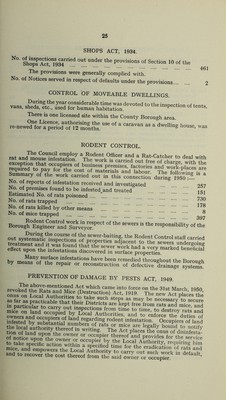 25
SHOPS ACT, 1934.
No. of inspections carried out under the provisions of Section 10 of the
Shops Act, 1934 ... 401
The provisions were generally complied with.
No. of Notices served in respect of defaults under the provisions... 2
CONTROL OF MOVEABLE DWELLINGS.
During the year considerable time was devoted to the inspection of tents,
vans, sheds, etc., used for human habitation.
There is one licensed site within the County Borough area.
One Licence, authorising the use of a caravan as a dwelling house, was
re-newed for a period of 12 months.
RODENT CONTROL.
The Council employ a Rodent Officer and a Rat-Catcher to deal with
rat and mouse infestation. The work is carried out free of charge, with the
exception that occupiers of business premises, factories and work-places are
required to pay for the cost of materials and labour. The following is a
Summary of the work carried out in this connection during 1950 :—
No. of reports of infestation received and investigated 257
No. of premises found to be infested and treated 151
Estimated No. of rats poisoned 730
No. of rats trapped 178
No. of rats killed by other means 8
No. of mice trapped 307
Rodent Control work in respect of the sewers is the responsibility of the
Borough Engineer and Surveyor.
During the course of the sewer-baiting, the Rodent Control staff carried
out systematic inspections of properties adjacent to the sewers undergoing
treatment and it was found that the sewer work had a very marked beneficial
effect upon the infestations discovered in surface properties.
Many surface infestations have been remedied throughout the Borough
by means of the repair or reconstruction of defective drainage systems.
PREVENTION OF DAMAGE BY PESTS ACT, 1949.
The above-mentioned Act which came into force on the 31st March, 1950,
revoked the Rats and Mice (Destruction) Act, 1919. The new Act places the
onus on Local Authorities to take such steps as may be necessary to secure
as far as practicable that their Districts are kept free from rats and mice, and
in particular to carry out inspections from time to time, to destroy rats and
mice on land occupied by Local Authorities, and to enforce the duties of
owners and occupiers of land regarding rodent infestation. Occupiers of land
infested by substantial numbers of rats or mice are legally bound to notify
the local authority thereof in writing. The Act places the onus of disinfesta-
tion of land upon the owner or occupier thereof and provides for the service
of notice upon the owner or occupier by the Local Authority, requiring him
to take specific action within a specified time for the eradication of rats and
mice, and empowers the Local Authority to carry out such work in default,
and to recover the cost thereof from the said owner or occupier.